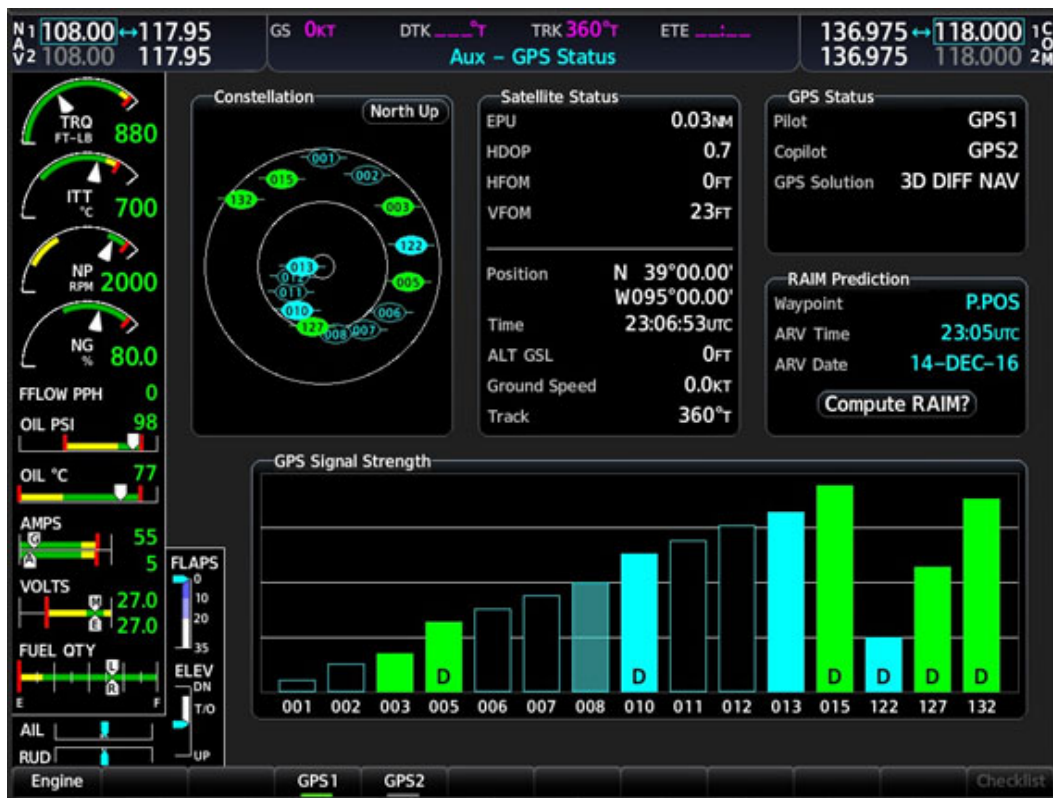 NAV1 108.00↔117.95 GS 0KT DTK ___°T TRK 360°T ETE __:__ 136.975↔118.000 1COM
2 108.00 117.95 Aux – GPS Status 136.975 118.000 2
TRQ
FT-LB 880
ITT
°C 700
NP
RPM 2000
NG
% 80.0
FFLOW PPH 0
OIL PSI 98
OIL °C 77
AMPS
G 55
A 5
VOLTS
M 27.0
E 27.0
FUEL QTY
L
R
E F
AIL
RUD
FLAPS
0
10
20
35
ELEV
DN
T/O
UP
Constellation
North Up
001
002
015
132
003
122
013
012
005
011
010
006
127
008
007
Satellite Status
EPU 0.03NM
HDOP 0.7
HFOM 0FT
VFOM 23FT
Position N 39°00.00'
W095°00.00'
Time 23:06:53UTC
ALT GSL 0FT
Ground Speed 0.0KT
Track 360°T
GPS Status
Pilot GPS1
Copilot GPS2
GPS Solution 3D DIFF NAV
RAIM Prediction
Waypoint P.POS
ARV Time 23:05UTC
ARV Date 14-DEC-16
Compute RAIM?
GPS Signal Strength
D D D D D D
001 002 003 005 006 007 008 010 011 012 013 015 122 127 132
Engine GPS1 GPS2 Checklist